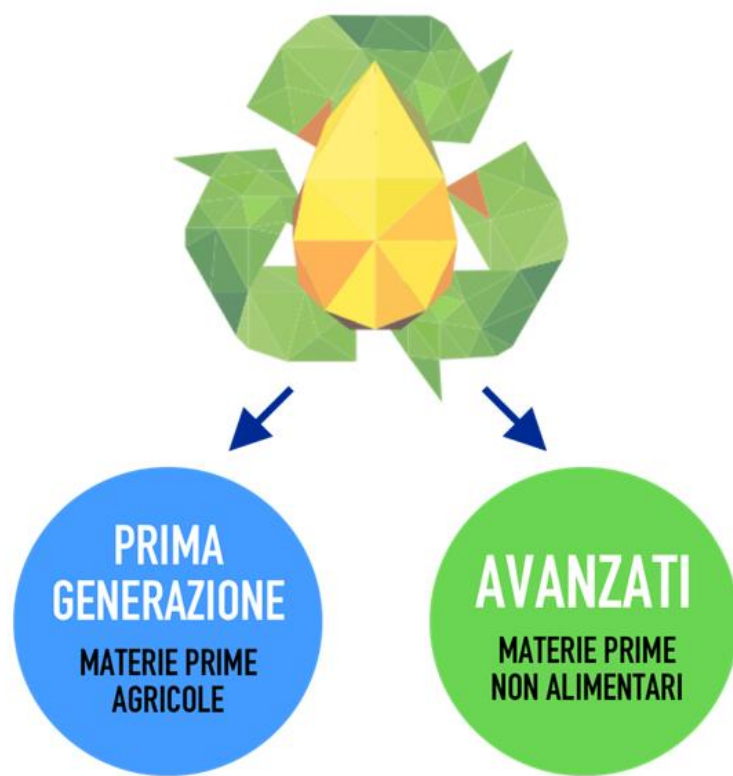 PRIMA
GENERAZIONE
MATERIE PRIME
AGRICOLE
AVANZATI
MATERIE PRIME
NON ALIMENTARI